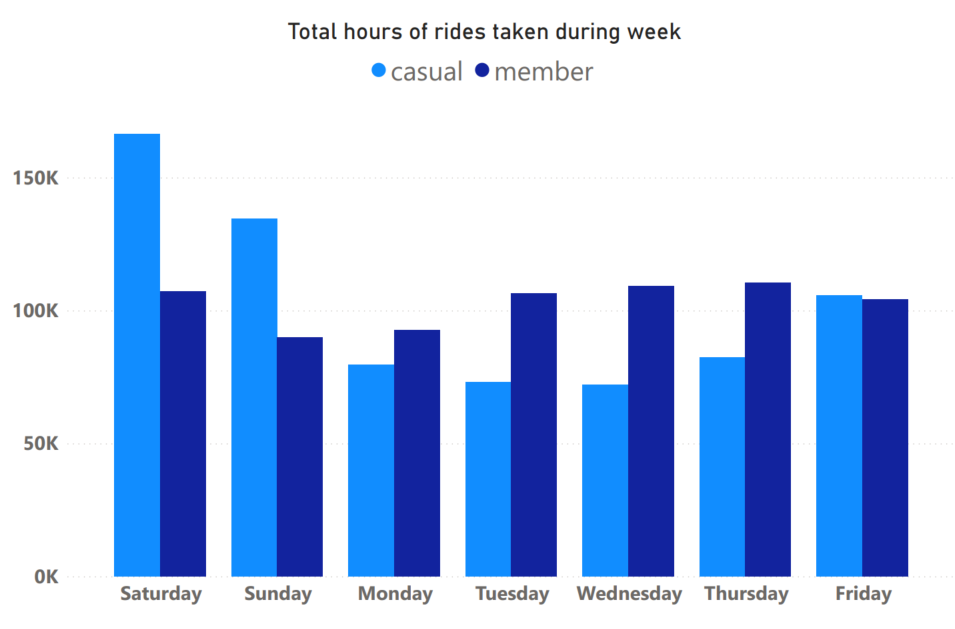 Total hours of rides taken during week
casual member
150K
100K
50K
0K
Saturday Sunday Monday Tuesday Wednesday Thursday Friday